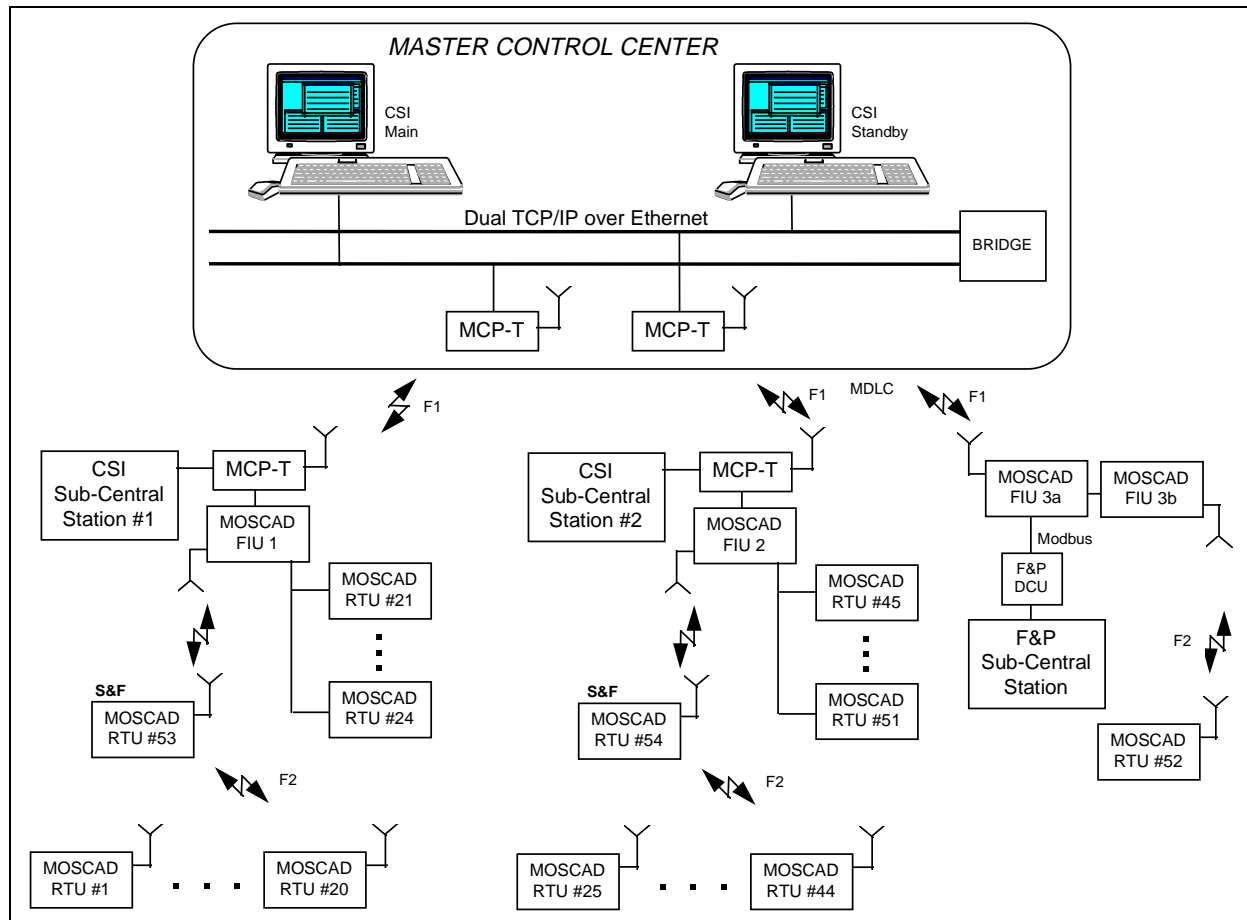 MASTER CONTROL CENTER
CSI
Main
CSI
Standby
Dual TCP/IP over Ethernet
BRIDGE
MCP-T
MCP-T
F1
F1
MDLC
F1
CSI
Sub-Central
Station #1
MCP-T
MOSCAD
FIU 1
MOSCAD
RTU #21
MOSCAD
RTU #24
S&F
MOSCAD
RTU #53
F2
MOSCAD
RTU #1
MOSCAD
RTU #20
CSI
Sub-Central
Station #2
MCP-T
MOSCAD
FIU 2
MOSCAD
RTU #45
MOSCAD
RTU #51
S&F
MOSCAD
RTU #54
F2
MOSCAD
RTU #25
MOSCAD
RTU #44
MOSCAD
FIU 3a
MOSCAD
FIU 3b
Modbus
F&P
DCU
F&P
Sub-Central
Station
F2
MOSCAD
RTU #52